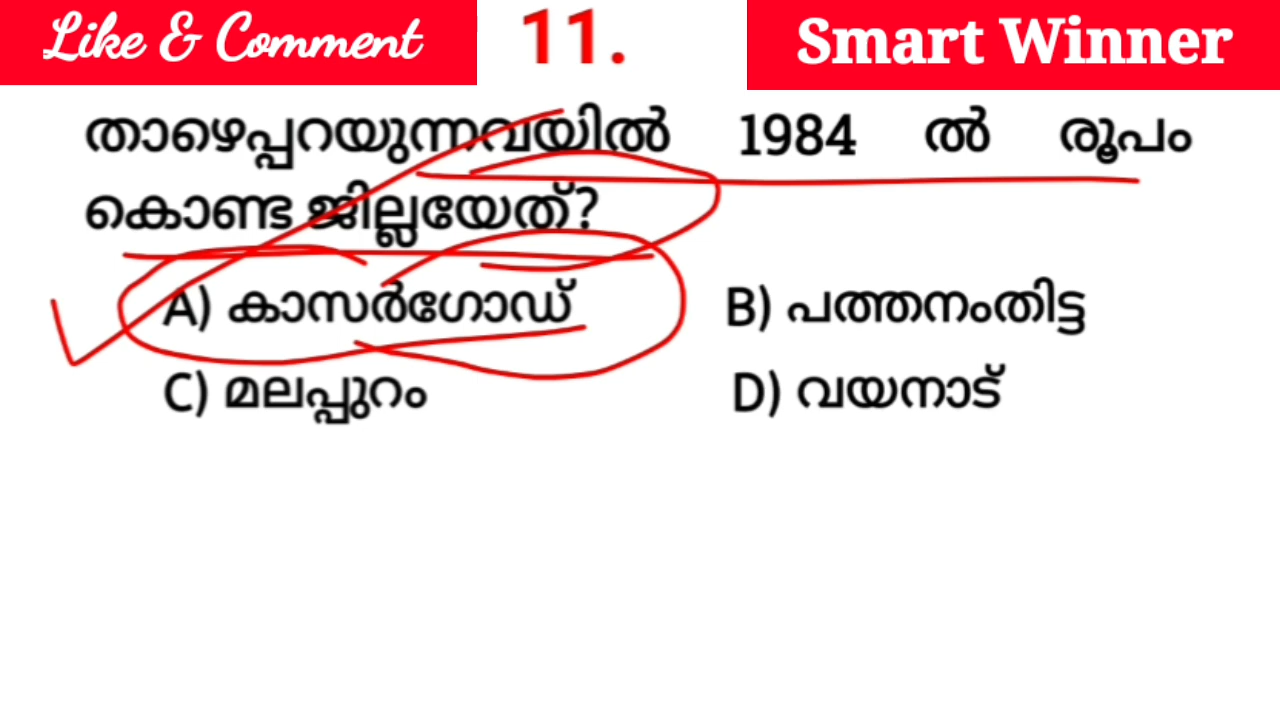 Like & Comment 11. Smart Winner
താഴെപ്പറയുന്നവയിൽ 1984 ൽ രൂപം
കൊണ്ട ജില്ലയേത്?
A) കാസർഗോഡ് B) പത്തനംതിട്ട
C) മലപ്പുറം D) വയനാട്